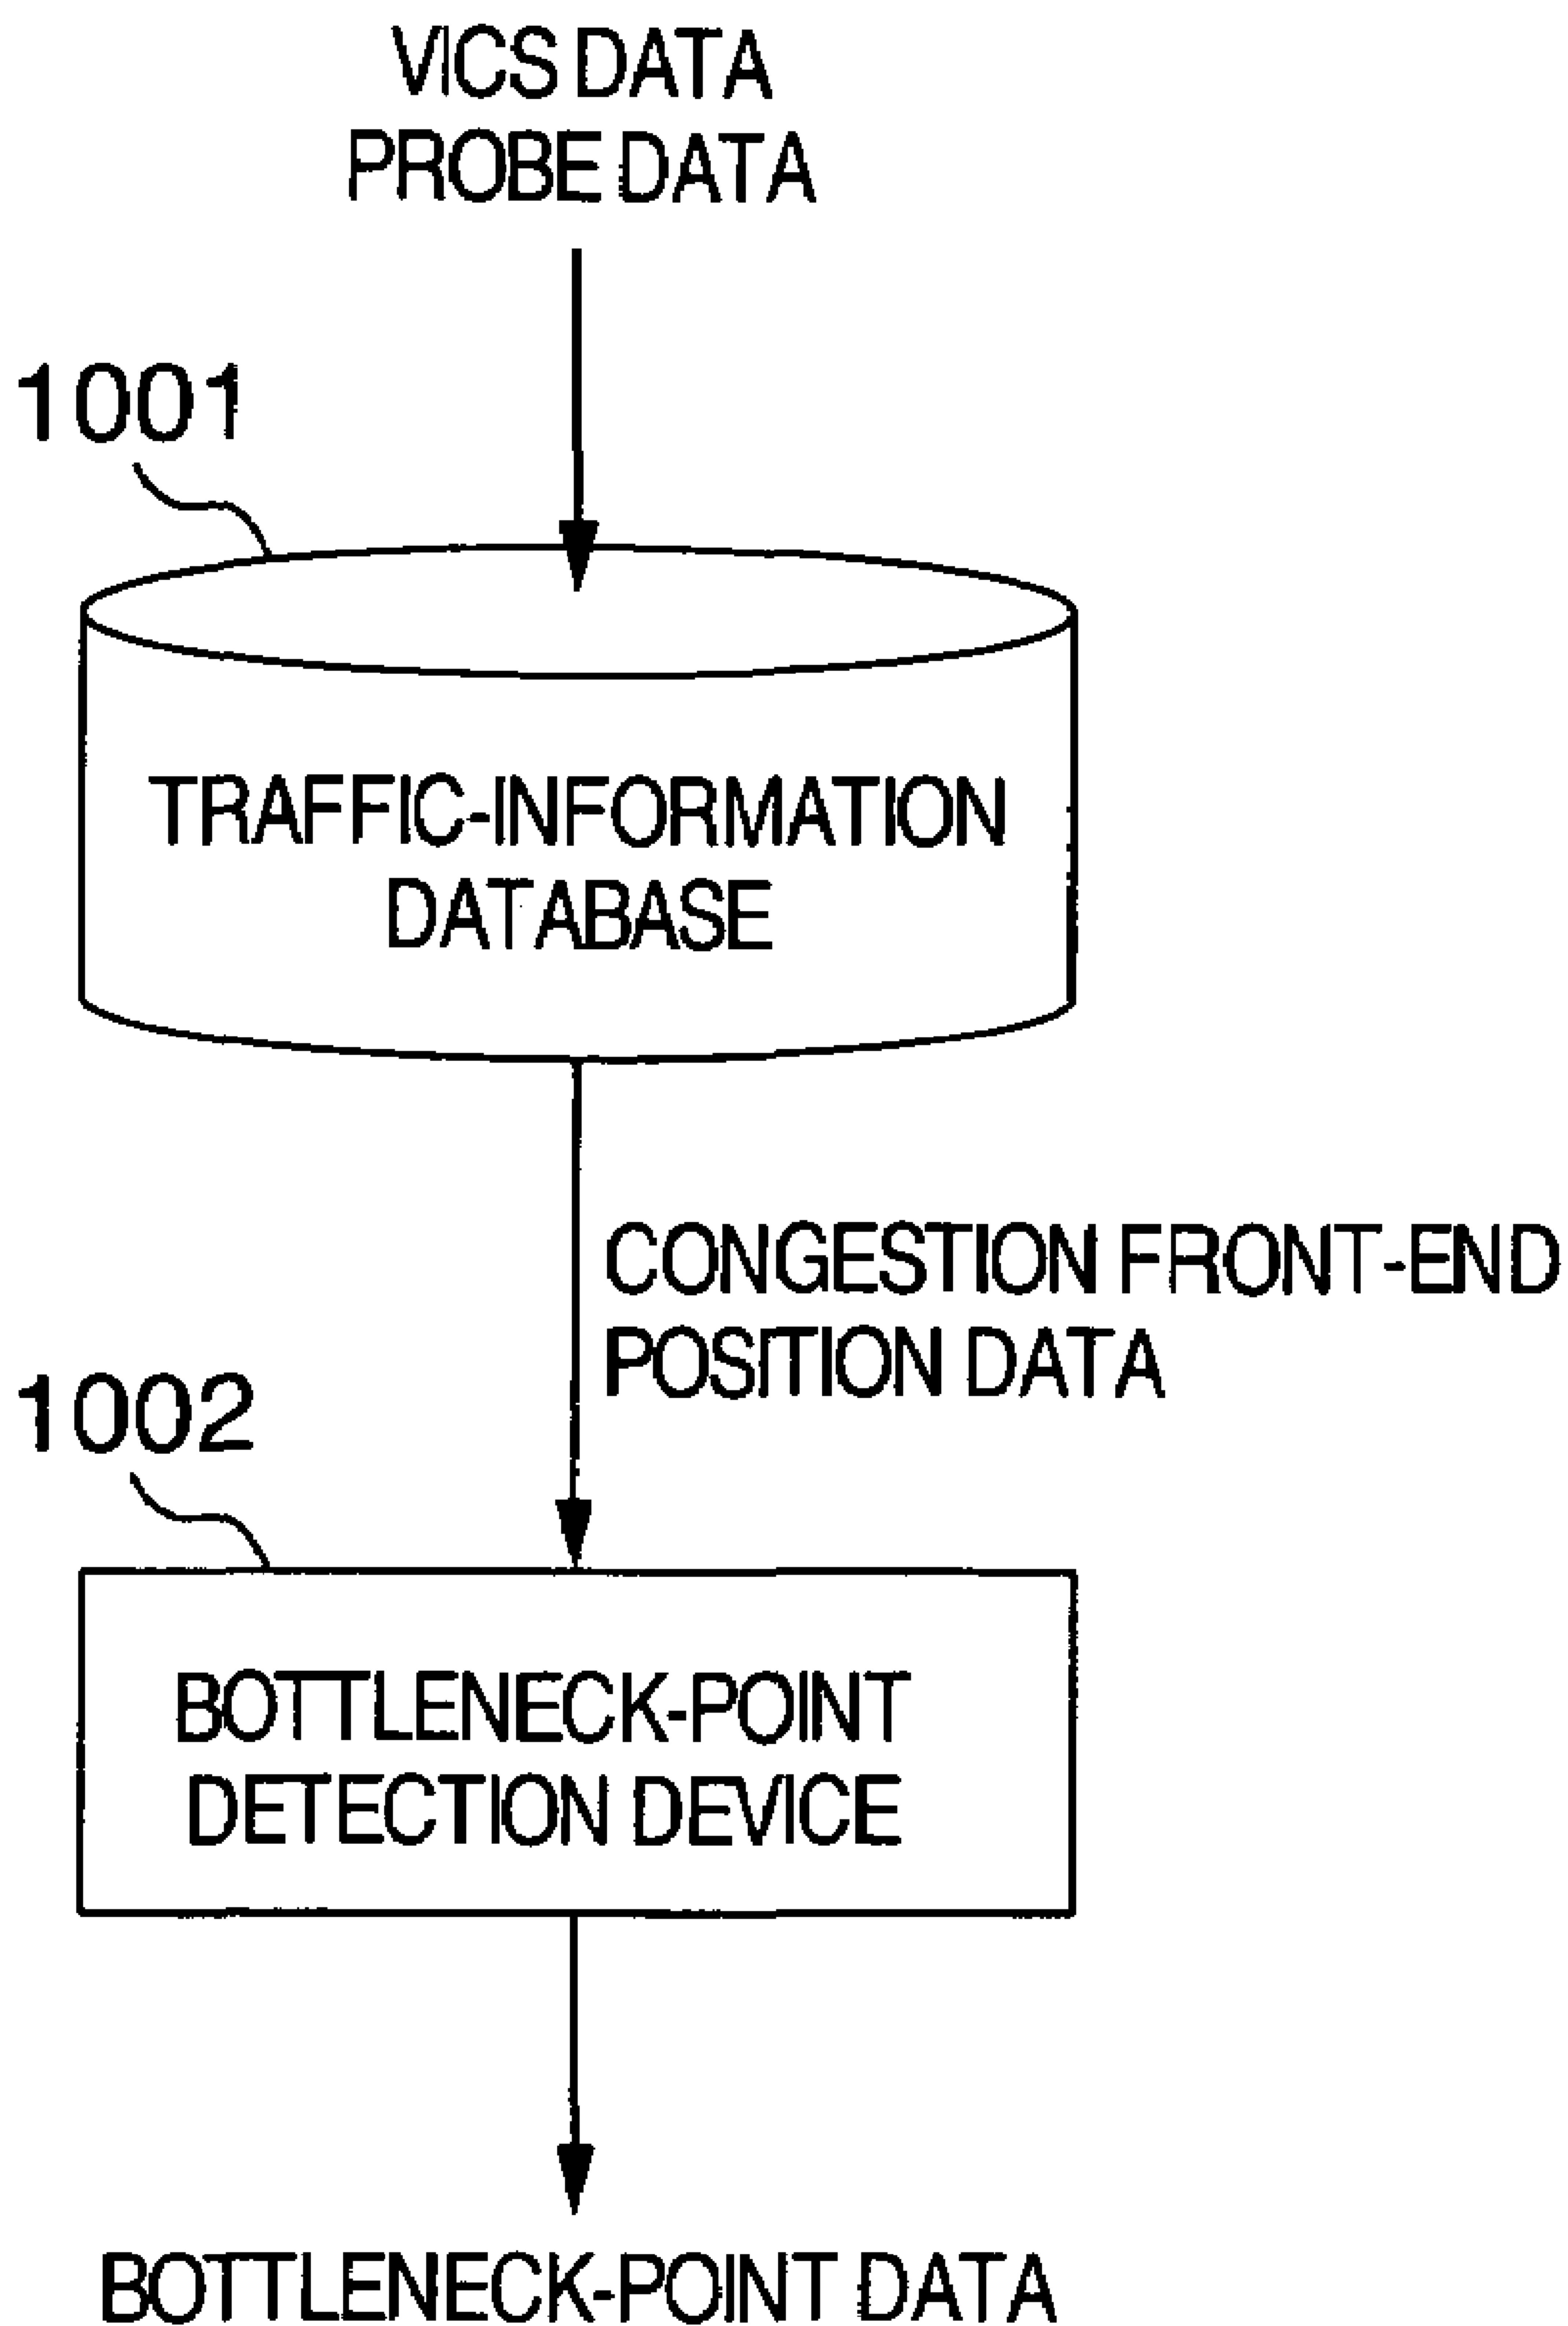 VICS DATA
PROBE DATA
1001
TRAFFIC-INFORMATION
DATABASE
CONGESTION FRONT-END
POSITION DATA
1002
BOTTLENECK-POINT
DETECTION DEVICE
BOTTLENECK-POINT DATA